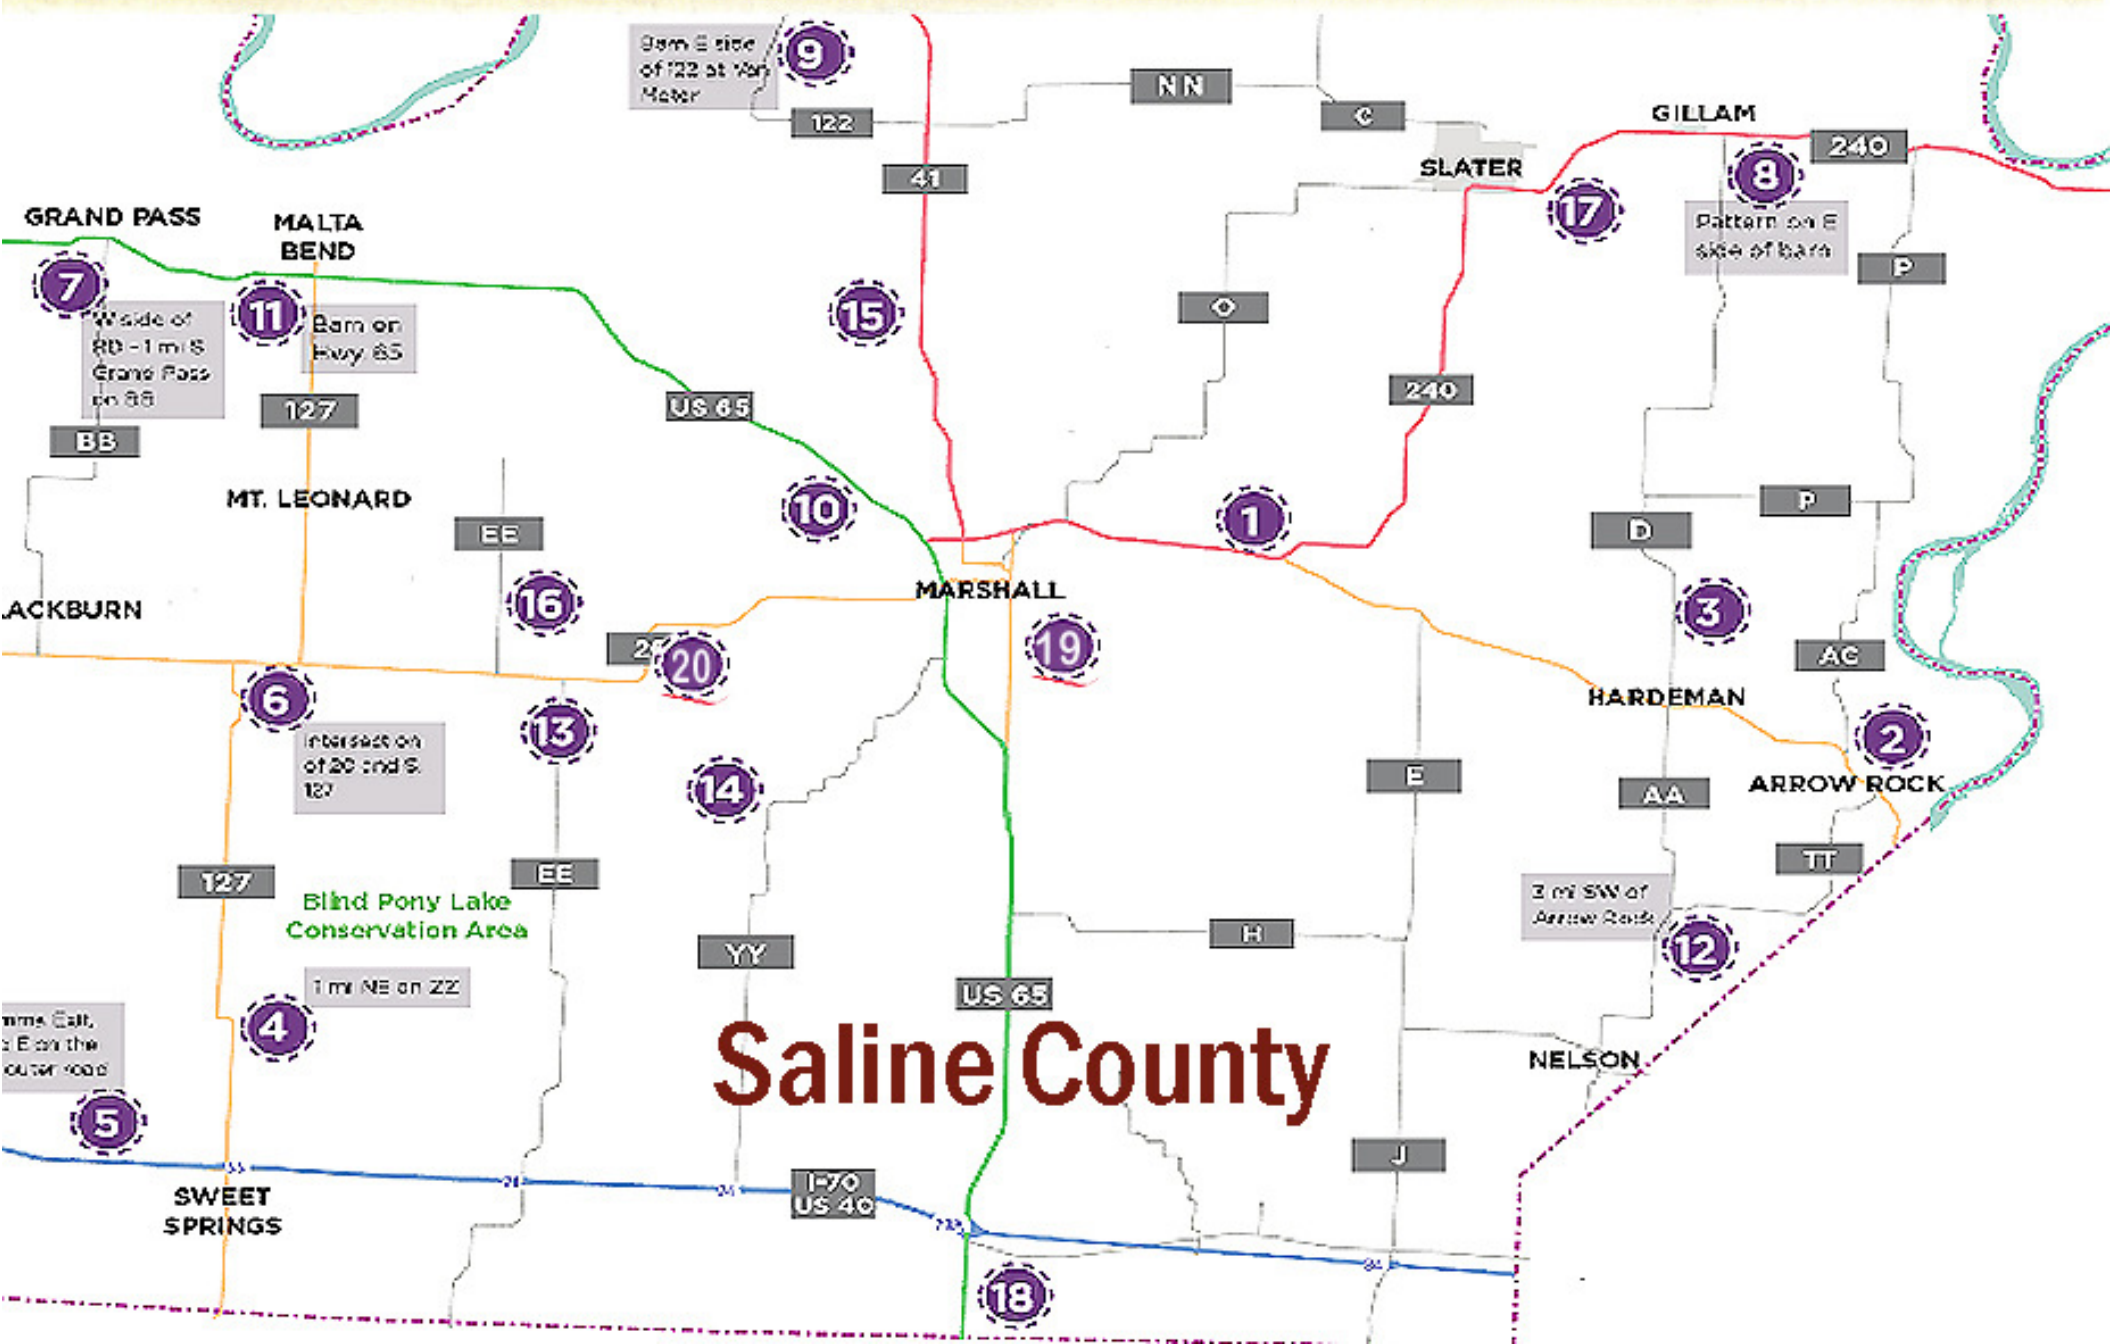 9am E side
of 122 at Van
Meter
9
NN
122
C
GILLAM
240
41
SLATER
8
17
Pattern on E
side of barn
P
GRAND PASS
MALTA
BEND
7
11
W side of
RD - 1 mi S
Grand Pass
on BB
Barn on
Hwy. 65
15
O
127
US 65
240
BB
MT. LEONARD
10
1
P
EE
D
16
MARSHALL
3
ACKBURN
20
19
AG
6
HARDEMAN
13
2
Intersection
of 20 and S.
127
14
E
ARROW ROCK
AA
127
EE
TT
Blind Pony Lake
Conservation Area
3 mi SW of
Arrow Rock
YY
H
12
1 mi NE on ZZ
US 65
4
Exit,
E on the
outer road
Saline County
NELSON
5
J
I-70
US 40
SWEET
SPRINGS
18